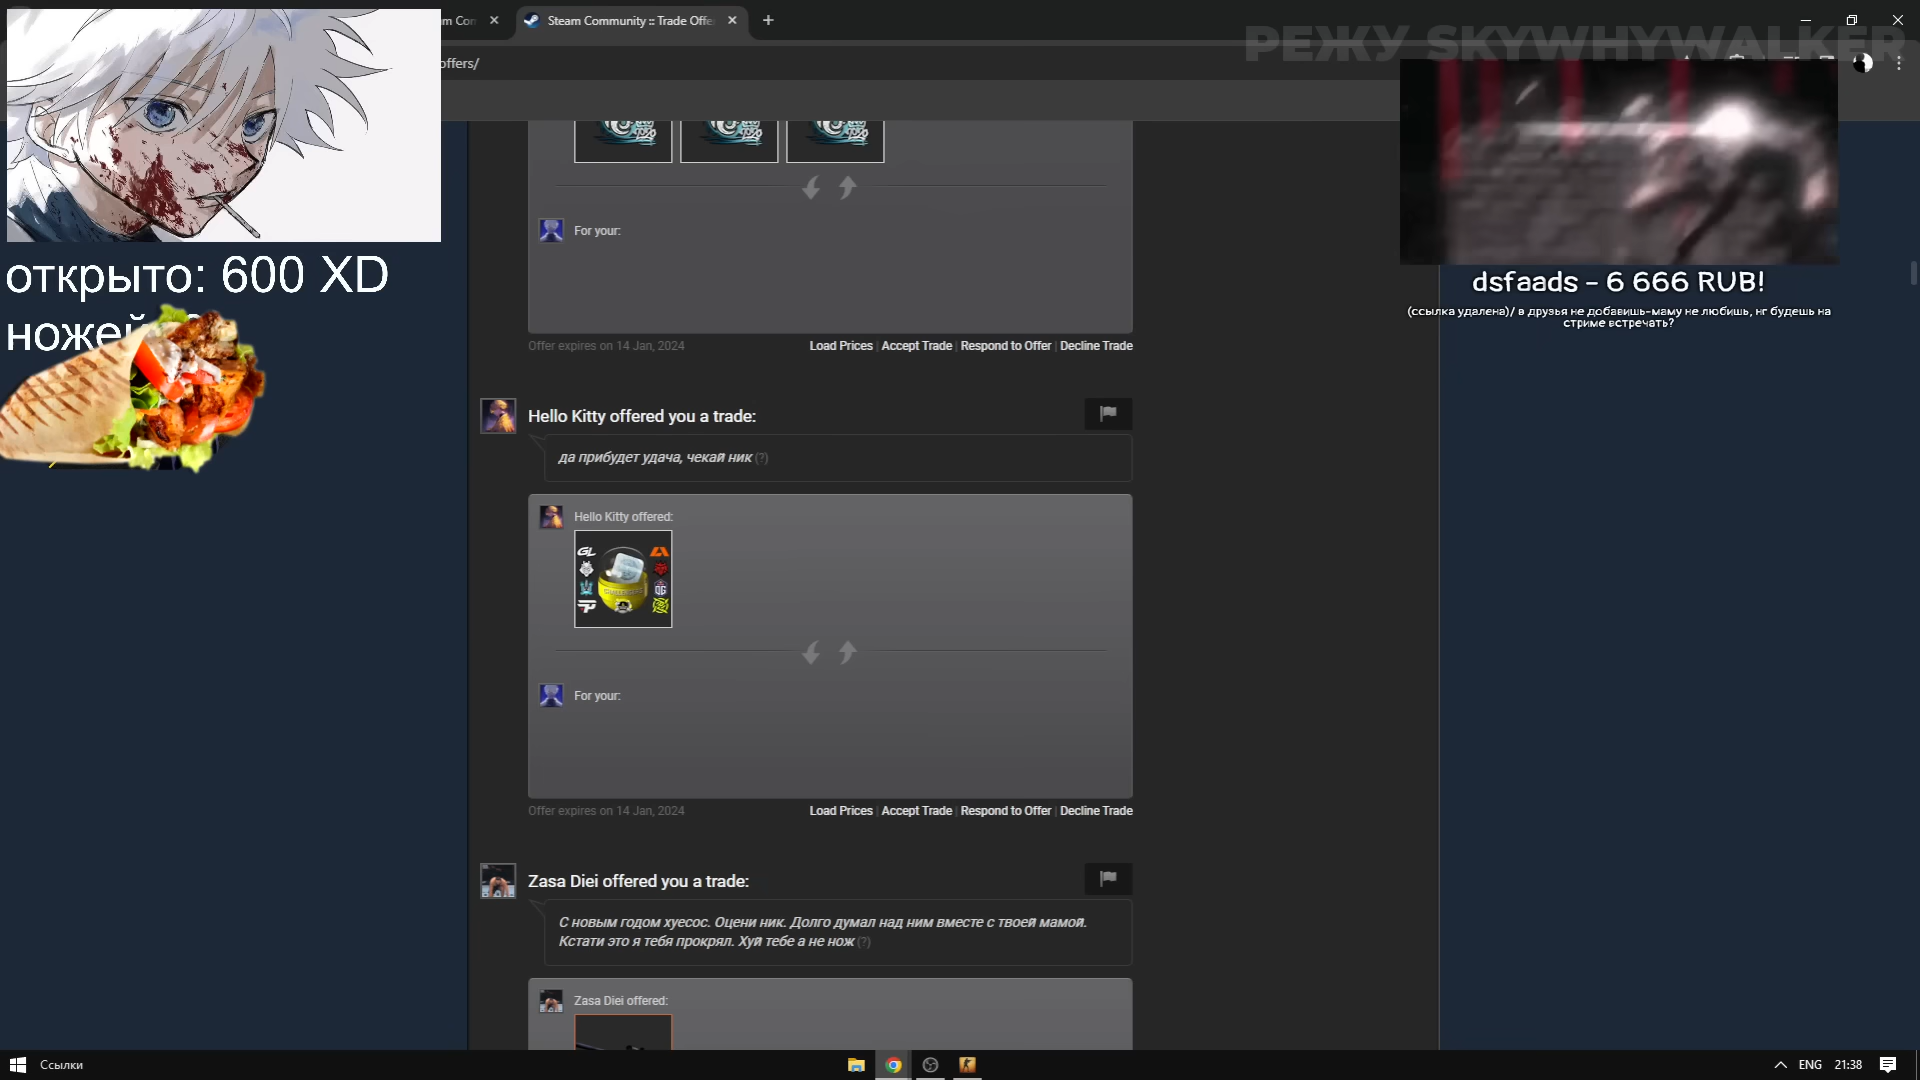 Steam Community :: Trade Offe
РЕЖУ SKYWHYWALKER
offers/
открыто: 600 XD
ножей
dsfaads - 6 666 RUB!
(ссылка удалена)/ в друзья не добавишь-маму не любишь, нг будешь на
стриме встречать?
For your:
Offer expires on 14 Jan, 2024
Load Prices | Accept Trade | Respond to Offer | Decline Trade
Hello Kitty offered you a trade:
да прибудет удача, чекай ник (?)
Hello Kitty offered:
GL
OG
For your:
Offer expires on 14 Jan, 2024
Load Prices | Accept Trade | Respond to Offer | Decline Trade
Zasa Diei offered you a trade:
С новым годом хуесос. Оцени ник. Долго думал над ним вместе с твоей мамой.
Кстати это я тебя прокрял. Хуй тебе а не нож (?)
Zasa Diei offered:
Ссылки
ENG
21:38